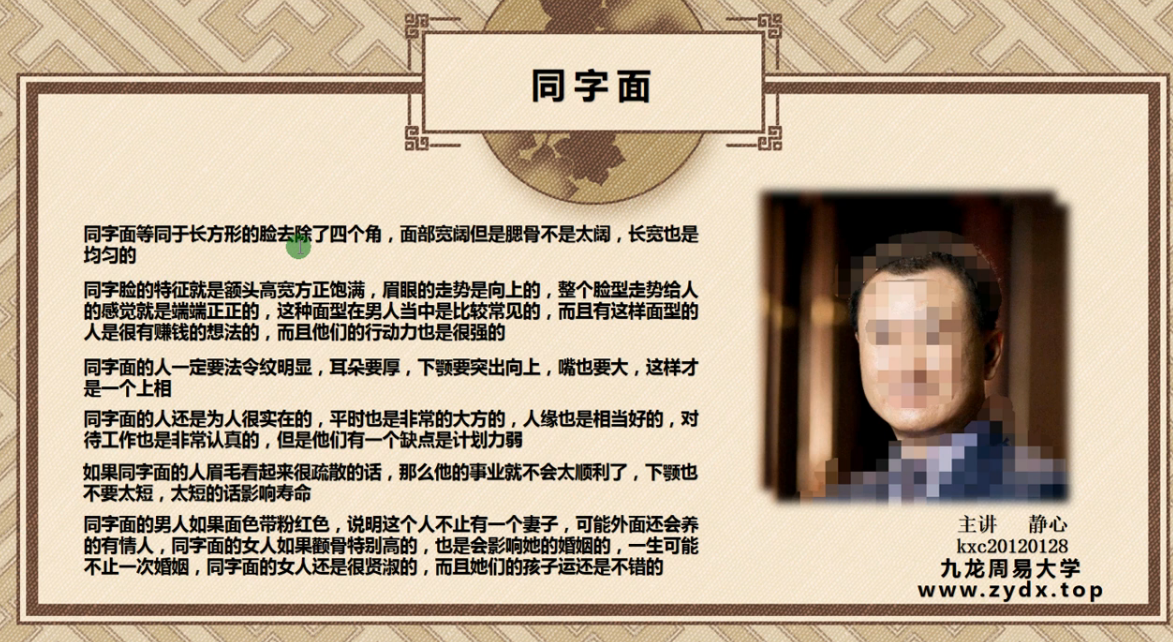 同字面
同字面等同于长方形的脸去除了四个角，面部宽阔但是腮骨不是太阔，长宽也是
均匀的
同字脸的特征就是额头高宽方正饱满，眉眼的走势是向上的，整个脸型走势给人
的感觉就是端端正正的，这种面型在男人当中是比较常见的，而且有这样面型的
人是很有赚钱的想法的，而且他们的行动力也是很强的
同字面的人一定要法令纹明显，耳朵要厚，下颚要突出向上，嘴也要大，这样才
是一个上相
同字面的人还是为人很实在的，平时也是非常的大方的，人缘也是相当好的，对
待工作也是非常认真的，但是他们有一个缺点是计划力弱
如果同字面的人眉毛看起来很疏散的话，那么他的事业就不会太顺利了，下颚也
不要太短，太短的话影响寿命
同字面的男人如果面色带粉红色，说明这个人不止有一个妻子，可能外面还会养
的有情人，同字面的女人如果颧骨特别高的，也是会影响她的婚姻的，一生可能
不止一次婚姻，同字面的女人还是很贤淑的，而且她们的孩子运还是不错的
主讲 静心
kxc20120128
九龙周易大学
www.zydx.top